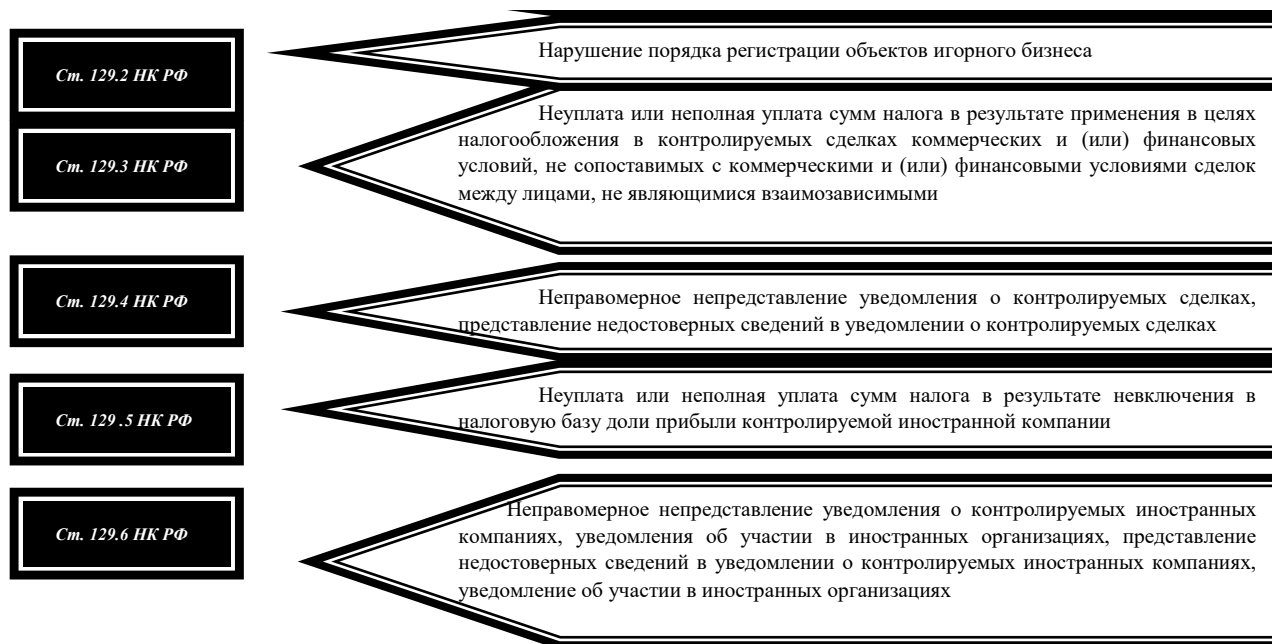 Ст. 129.2 НК РФ
Нарушение порядка регистрации объектов игорного бизнеса
Ст. 129.3 НК РФ
Неуплата или неполная уплата сумм налога в результате применения в целях
налогообложения в контролируемых сделках коммерческих и (или) финансовых
условий, не сопоставимых с коммерческими и (или) финансовыми условиями сделок
между лицами, не являющимися взаимозависимыми
Ст. 129.4 НК РФ
Неправомерное непредставление уведомления о контролируемых сделках,
представление недостоверных сведений в уведомлении о контролируемых сделках
Ст. 129 .5 НК РФ
Неуплата или неполная уплата сумм налога в результате невключения в
налоговую базу доли прибыли контролируемой иностранной компании
Ст. 129.6 НК РФ
Неправомерное непредставление уведомления о контролируемых иностранных
компаниях, уведомления об участии в иностранных организациях, представление
недостоверных сведений в уведомлении о контролируемых иностранных компаниях,
уведомление об участии в иностранных организациях